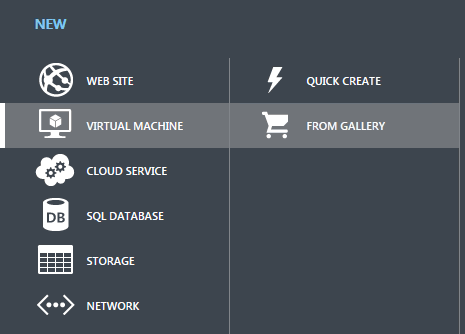 NEW
WEB SITE
QUICK CREATE
VIRTUAL MACHINE
FROM GALLERY
CLOUD SERVICE
DB
SQL DATABASE
STORAGE
NETWORK